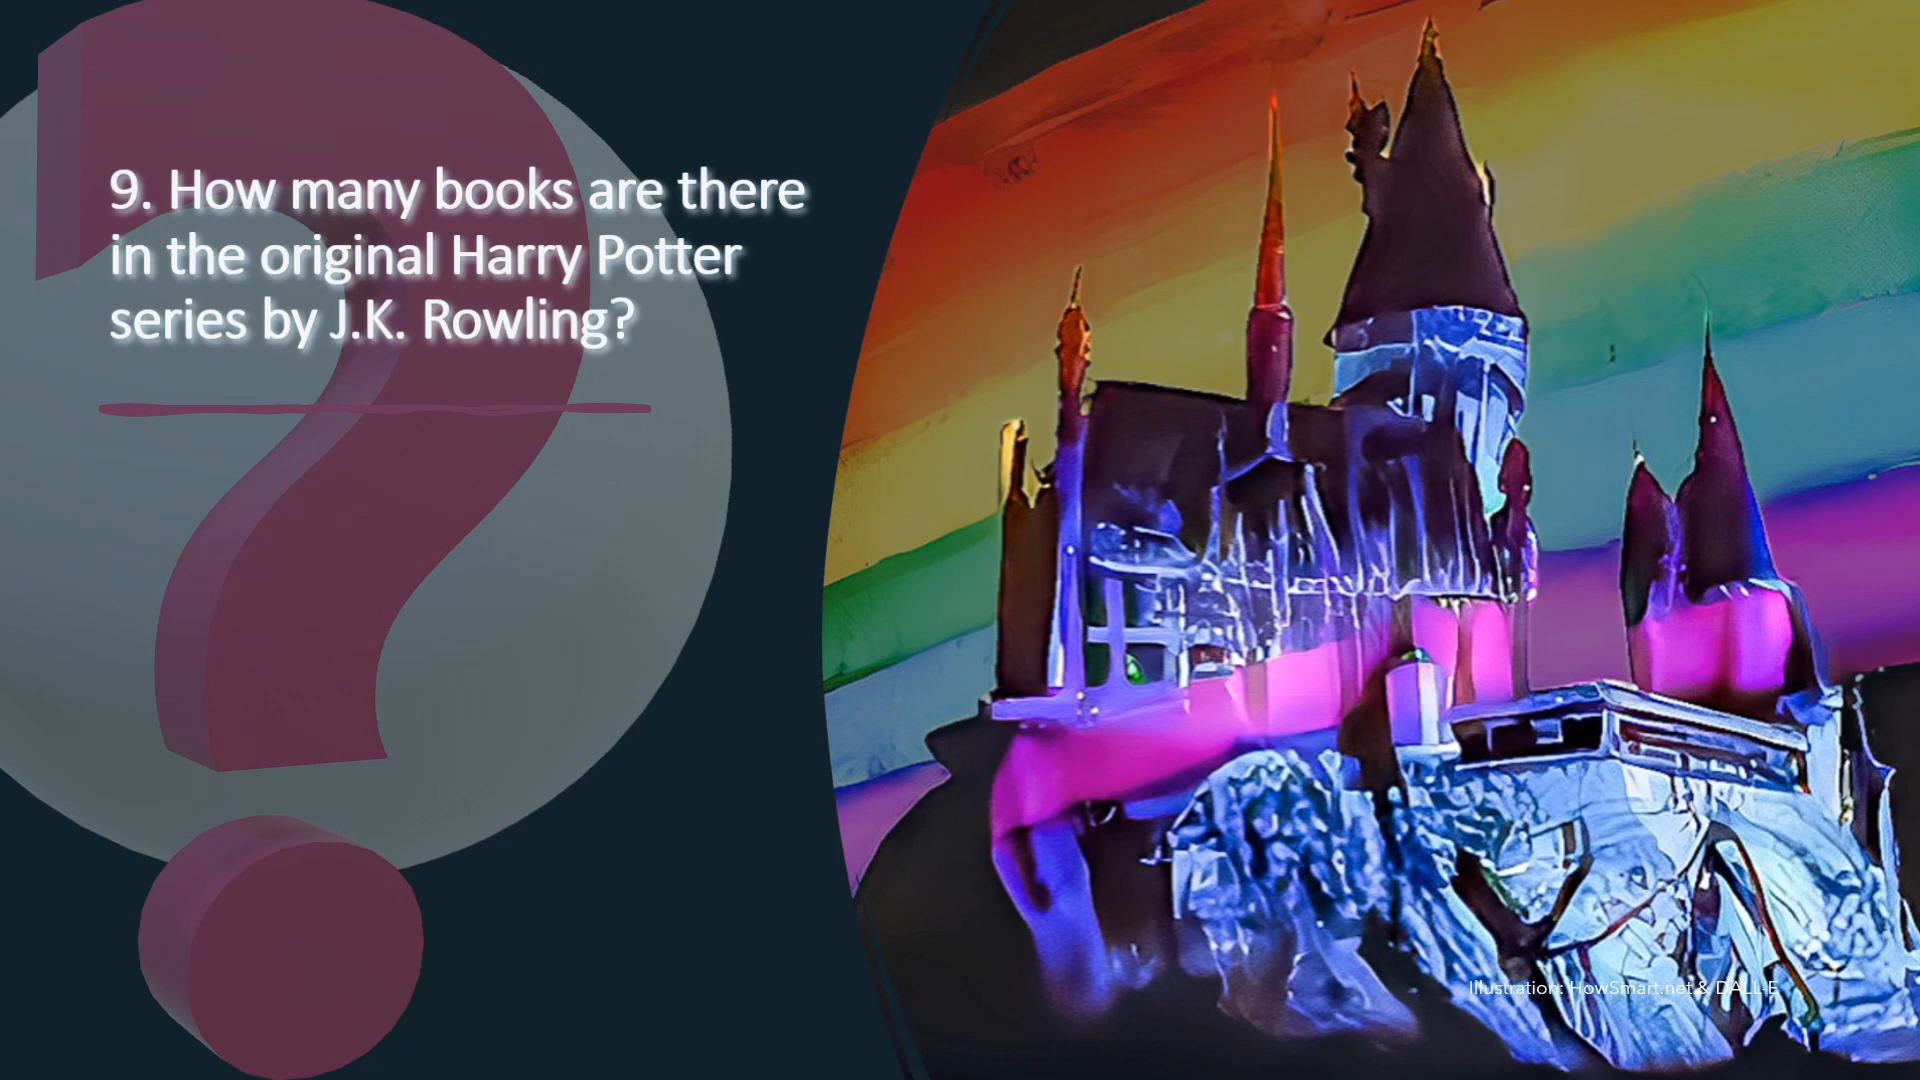 9. How many books are there
in the original Harry Potter
series by J.K. Rowling?
Illustration: HowSmart.net & DALL-E